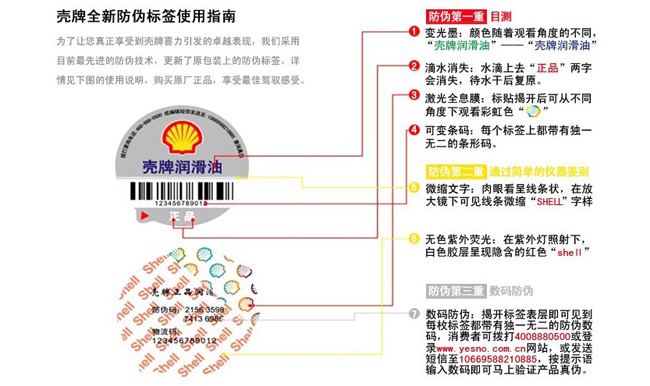 壳牌全新防伪标签使用指南
为了让您真正享受到壳牌喜力引发的卓越表现，我们采用
目前最先进的防伪技术，更新了原包装上的防伪标签。详
情见下图的使用说明，购买原厂正品，享受最佳驾驭感受。
壳牌润滑油
123456789012
正品
Shell Shell Shell Shell
壳牌正品润滑
防伪码：2156 3598
7413 6986
物流码：
123456789012
防伪第一重 目测
1 变光墨：颜色随着观看角度的不同，
“壳牌润滑油”——“壳牌润滑油”
2 滴水消失：水滴上去“正品”两字
会消失，待水干后复原。
3 激光全息膜：标贴揭开后可从不同
角度下观看彩虹色“ ”
4 可变条码：每个标签上都带有独一
无二的条形码。
防伪第二重 通过简单的仪器鉴别
5 微缩文字：肉眼看呈线条状，在放
大镜下可见线条微缩“SHELL”字样
6 无色紫外荧光：在紫外灯照射下，
白色胶层呈现隐含的红色“shell”
防伪第三重 数码防伪
7 数码防伪：揭开标签表层即可见到
每枚标签都带有独一无二的防伪数
码，消费者可拨打4008880500或登
录www.yesno.com.cn网站，或发送
短信至10669588210885，按提示语
输入数码即可马上验证产品真伪。